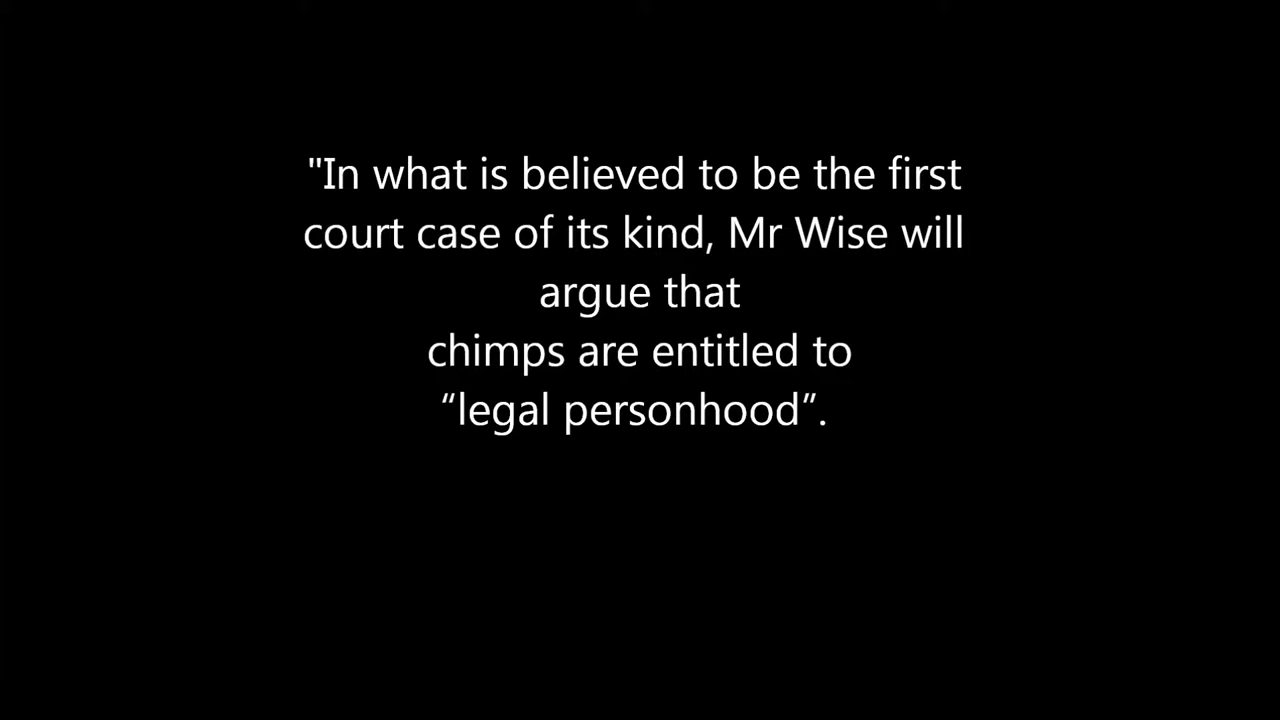 "In what is believed to be the first
court case of its kind, Mr Wise will
argue that
chimps are entitled to
“legal personhood”.